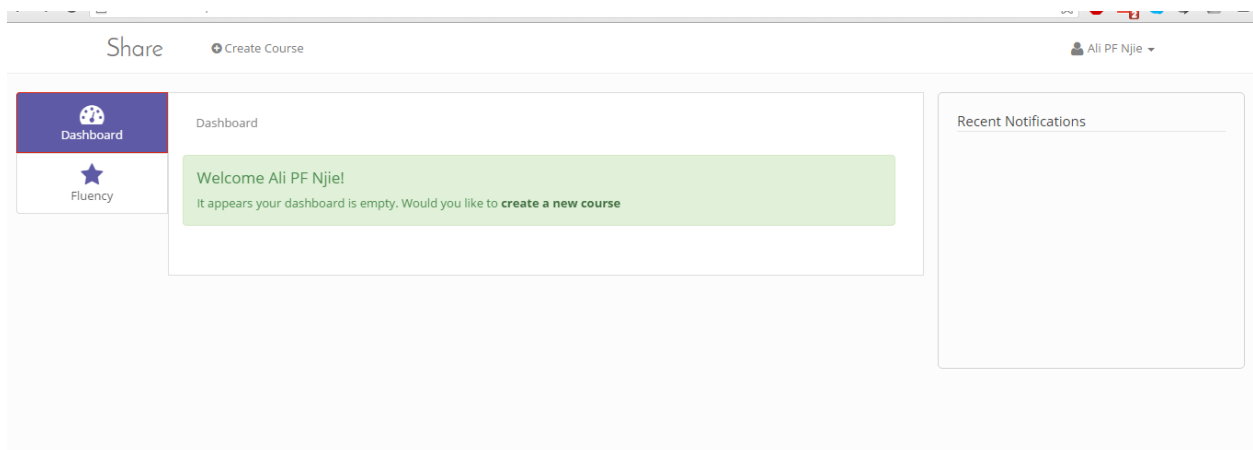 2
Share
Create Course
Ali PF Njie
Dashboard
Fluency
Dashboard
Welcome Ali PF Njie!
It appears your dashboard is empty. Would you like to create a new course
Recent Notifications